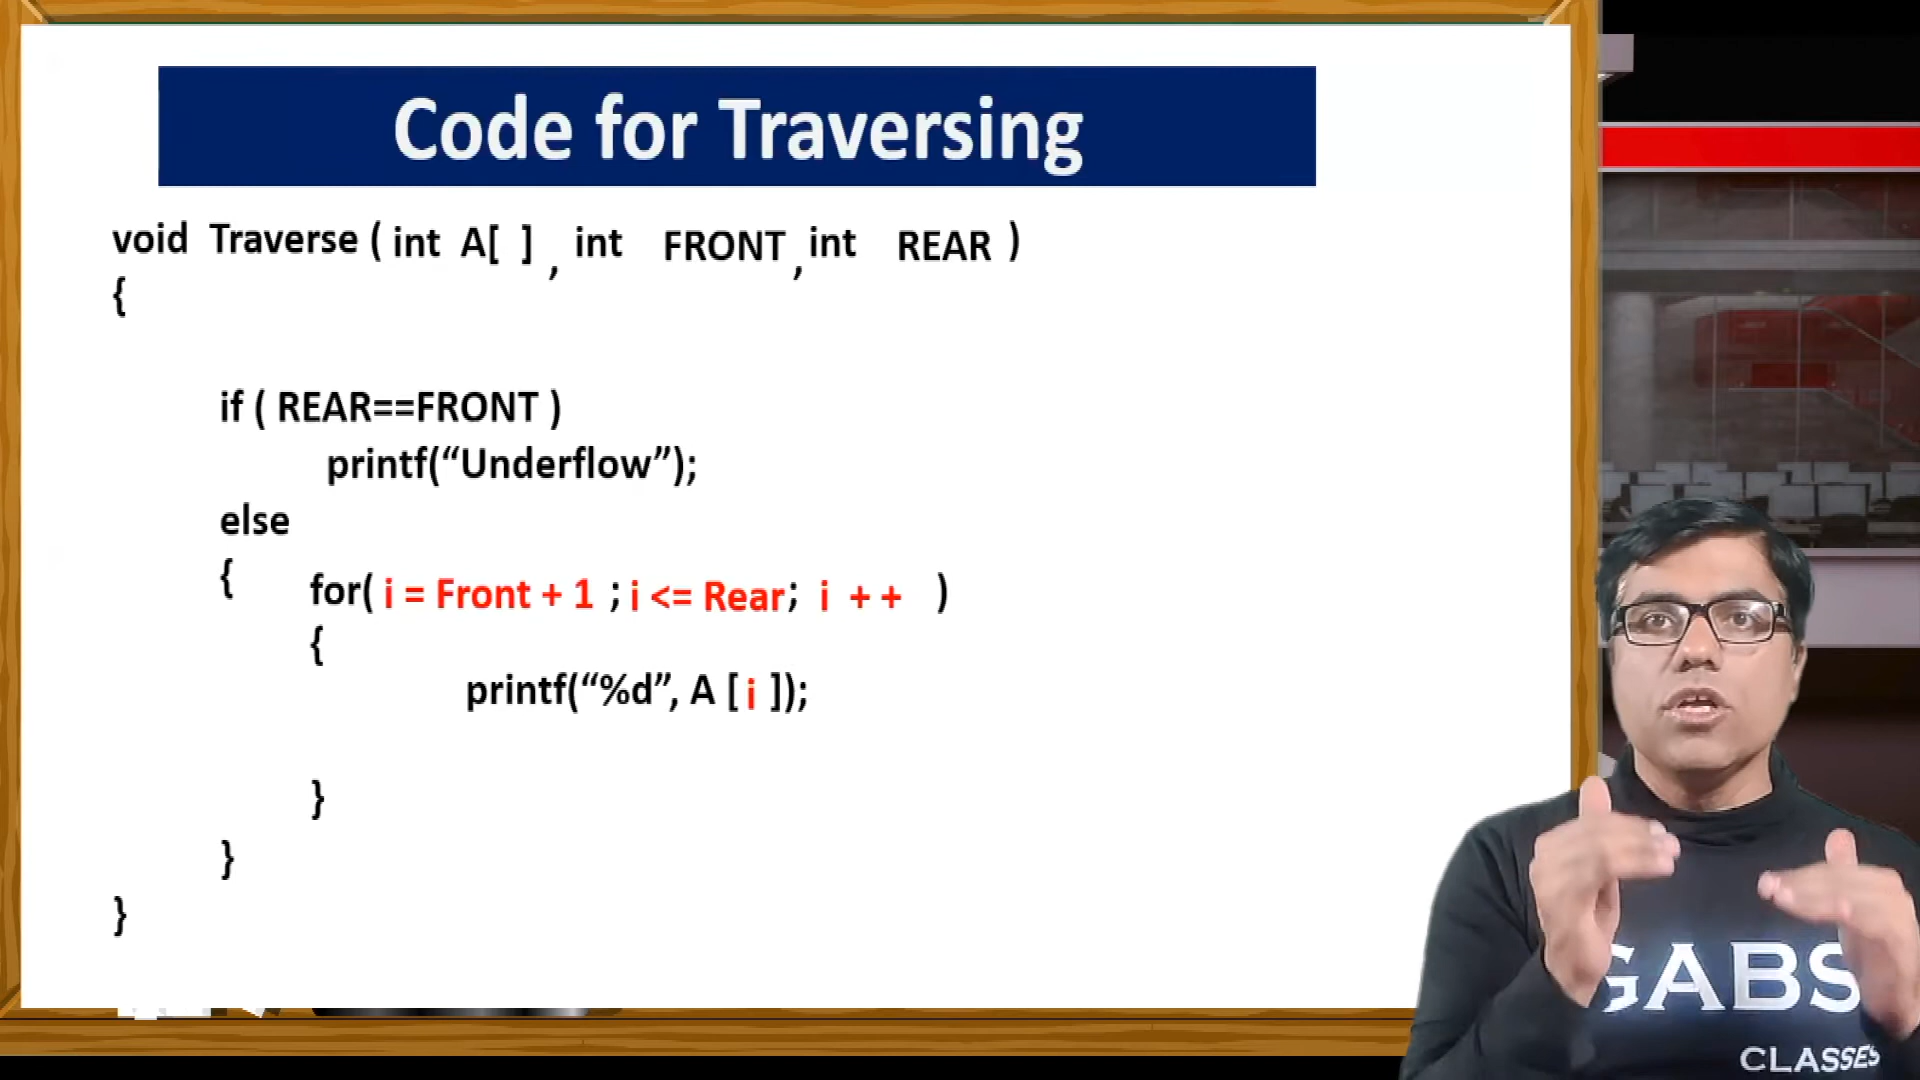 Code for Traversing
void Traverse ( int A[ ] , int FRONT , int REAR )
{
if ( REAR==FRONT )
printf(“Underflow”);
else
{ for( i = Front + 1 ; i <= Rear; i + + )
{
printf(“%d”, A [ i ]);
}
}
}
GABS
CLASSES